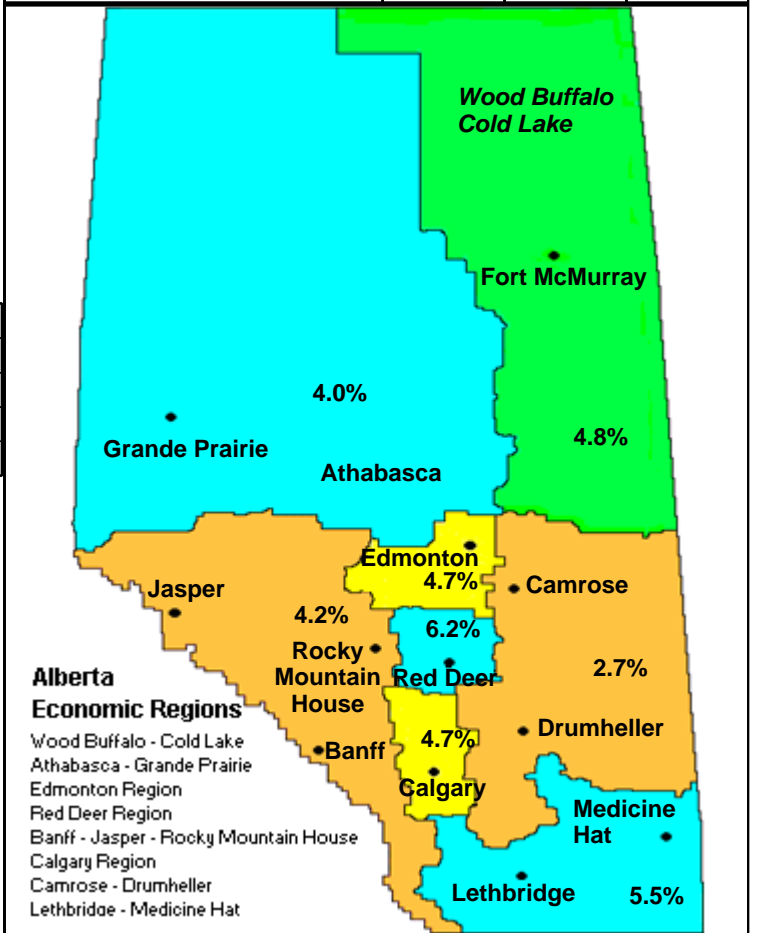 Wood Buffalo
Cold Lake
Fort McMurray
4.0%
4.8%
Grande Prairie
Athabasca
Edmonton
4.7%
Camrose
Jasper
4.2%
6.2%
Rocky
Mountain
House
Red Deer
2.7%
Drumheller
4.7%
Banff
Calgary
Medicine
Hat
Lethbridge
5.5%
Alberta
Economic Regions
Wood Buffalo - Cold Lake
Athabasca - Grande Prairie
Edmonton Region
Red Deer Region
Banff - Jasper - Rocky Mountain House
Calgary Region
Camrose - Drumheller
Lethbridge - Medicine Hat